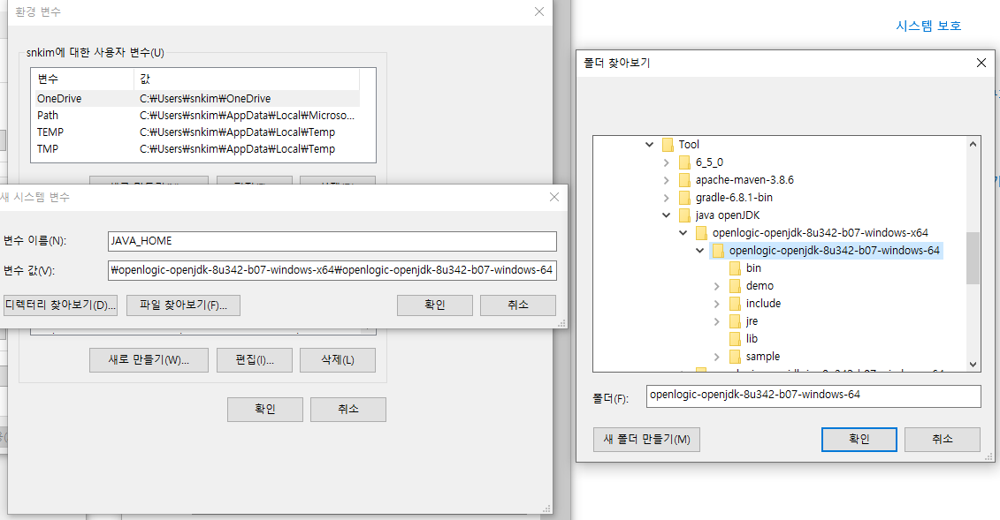 환경 변수
snkim에 대한 사용자 변수(U)
변수 값
OneDrive C:\Users\snkim\OneDrive
Path C:\Users\snkim\AppData\Local\Microso...
TEMP C:\Users\snkim\AppData\Local\Temp
TMP C:\Users\snkim\AppData\Local\Temp
새 시스템 변수
변수 이름(N): JAVA_HOME
변수 값(V): \openlogic-openjdk-8u342-b07-windows-x64\openlogic-openjdk-8u342-b07-windows-64
디렉터리 찾아보기(D)... 파일 찾아보기(F)... 확인 취소
새로 만들기(W)... 편집(I)... 삭제(L)
확인 취소
시스템 보호
폴더 찾아보기
Tool
6_5_0
apache-maven-3.8.6
gradle-6.8.1-bin
java openJDK
openlogic-openjdk-8u342-b07-windows-x64
openlogic-openjdk-8u342-b07-windows-64
bin
demo
include
jre
lib
sample
폴더(F): openlogic-openjdk-8u342-b07-windows-64
새 폴더 만들기(M) 확인 취소